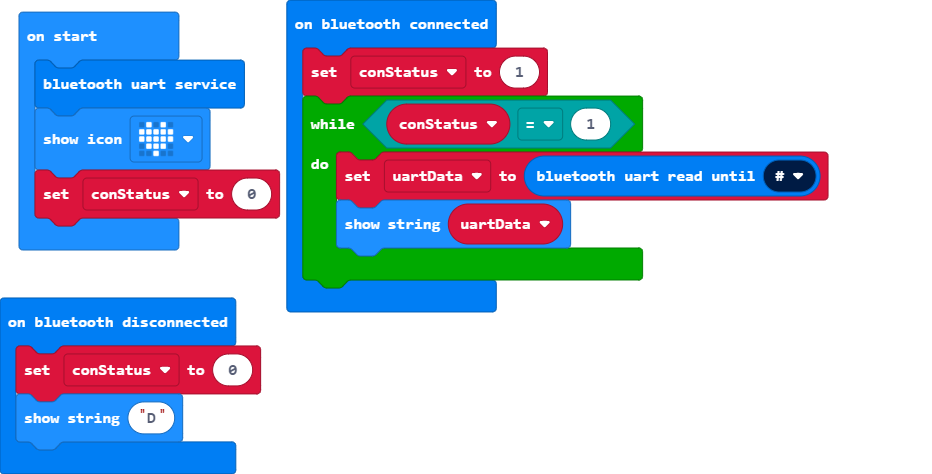 on start
bluetooth uart service
show icon
set conStatus to 0
on bluetooth connected
set conStatus to 1
while conStatus = 1
do set uartData to bluetooth uart read until #
show string uartData
on bluetooth disconnected
set conStatus to 0
show string "D"